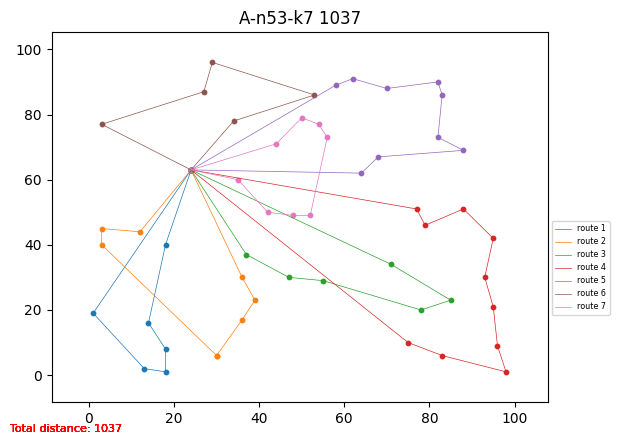 A-n53-k7 1037
100
80
60
40
20
0
0 20 40 60 80 100
route 1
route 2
route 3
route 4
route 5
route 6
route 7
Total distance: 1037